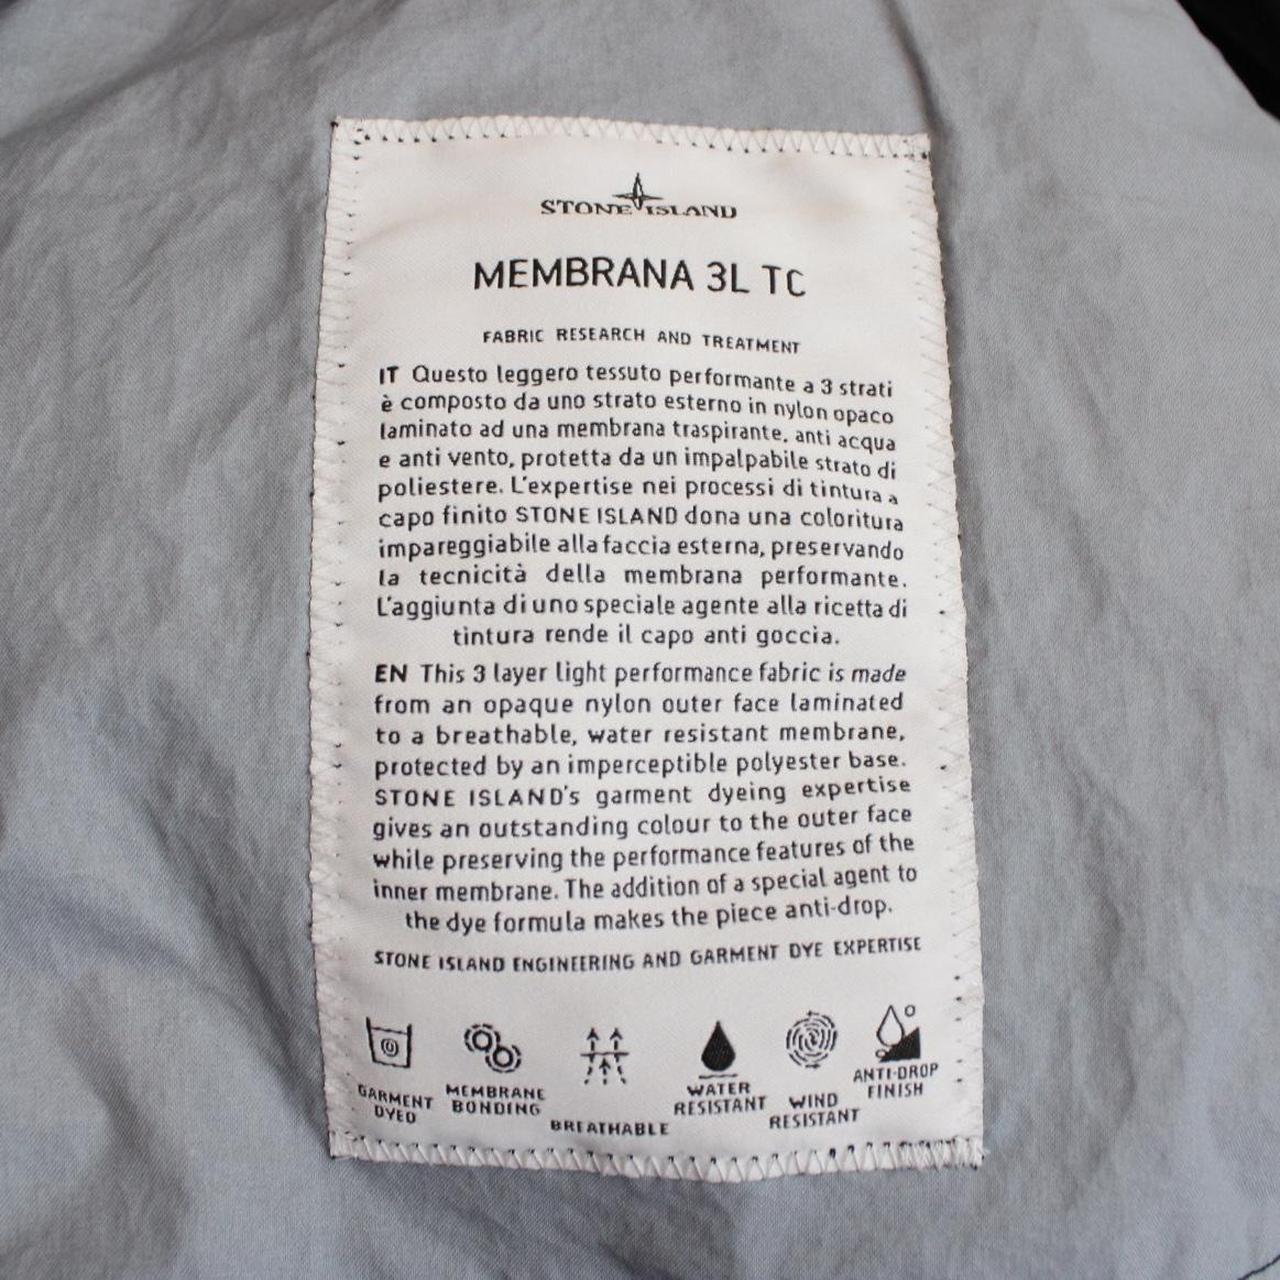 STONE ISLAND
MEMBRANA 3L TC
FABRIC RESEARCH AND TREATMENT
IT Questo leggero tessuto performante a 3 strati
è composto da uno strato esterno in nylon opaco
laminato ad una membrana traspirante, anti acqua
e anti vento, protetta da un impalpabile strato di
poliestere. L'expertise nei processi di tintura a
capo finito STONE ISLAND dona una coloritura
impareggiabile alla faccia esterna, preservando
la tecnicità della membrana performante.
L'aggiunta di uno speciale agente alla ricetta di
tintura rende il capo anti goccia.
EN This 3 layer light performance fabric is made
from an opaque nylon outer face laminated
to a breathable, water resistant membrane,
protected by an imperceptible polyester base.
STONE ISLAND's garment dyeing expertise
gives an outstanding colour to the outer face
while preserving the performance features of the
inner membrane. The addition of a special agent to
the dye formula makes the piece anti-drop.
STONE ISLAND ENGINEERING AND GARMENT DYE EXPERTISE
GARMENT
DYED
MEMBRANE
BONDING
BREATHABLE
WATER
RESISTANT
WIND
RESISTANT
ANTI-DROP
FINISH